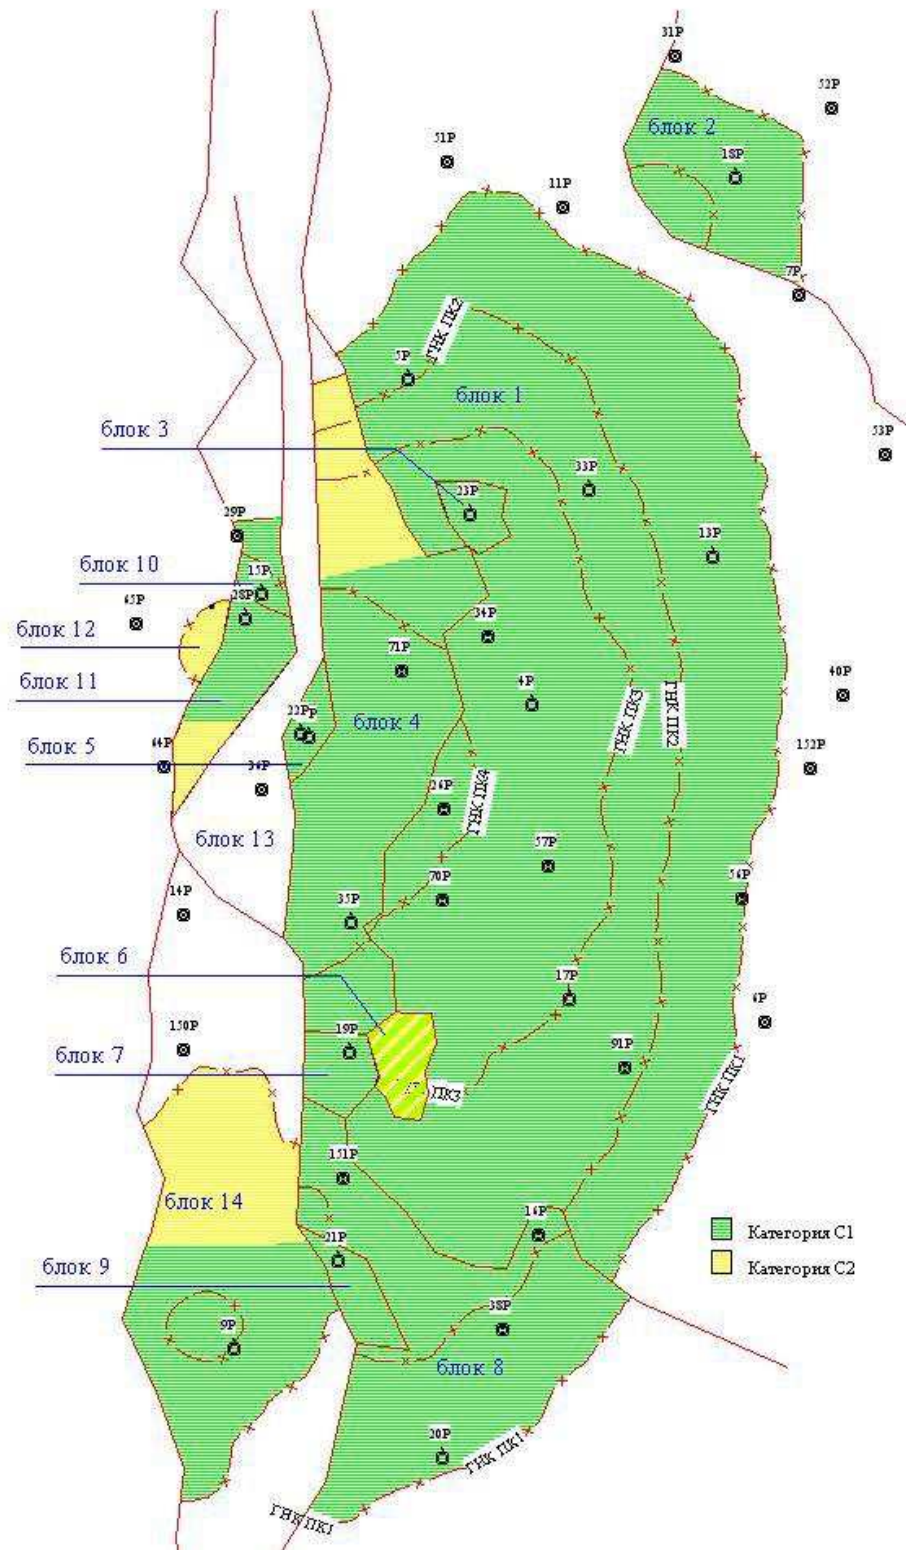 31Р
52Р
блок 2
51Р
18Р
11Р
7Р
ГНК ПК2
5Р
блок 1
блок 3
53Р
33Р
23Р
29Р
13Р
блок 10
15Р
28Р
65Р
блок 12
34Р
71Р
блок 11
4Р
40Р
22Р
Р
блок 4
ГНК ПК3
ГНК ПК2
64Р
блок 5
36Р
152Р
26Р
ГНК ПК4
блок 13
57Р
70Р
56Р
14Р
35Р
блок 6
17Р
6Р
150Р
19Р
блок 7
91Р
ПК3
ГНК ПК1
151Р
блок 14
16Р
Категория С1
21Р
Категория С2
блок 9
38Р
9Р
блок 8
20Р
ГНК ПК1
ГНК ПК1